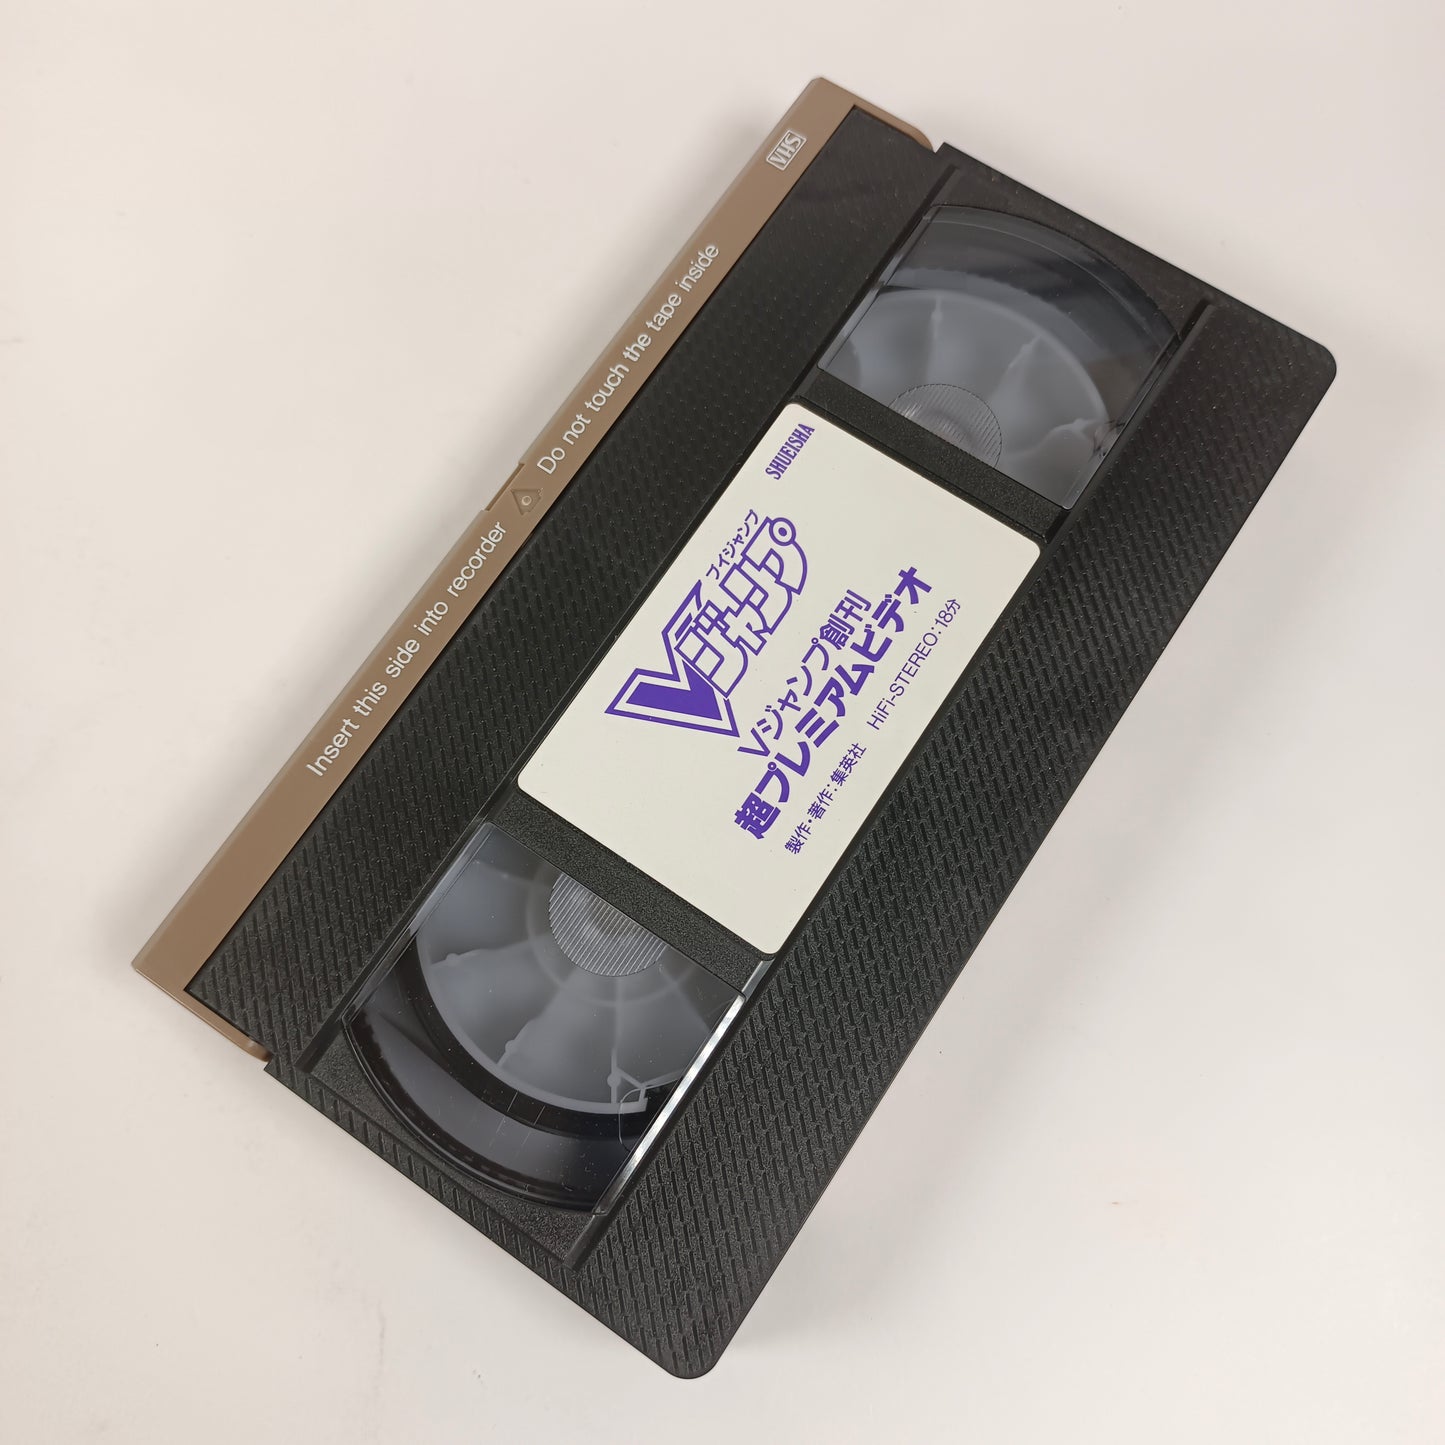 VHS
Insert this side into recorder Do not touch the tape inside
SHUEISHA
ブイジャンプ
Vジャンプ
Vジャンプ創刊
超プレミアムビデオ
製作・著作：集英社 HiFi-STEREO：18分